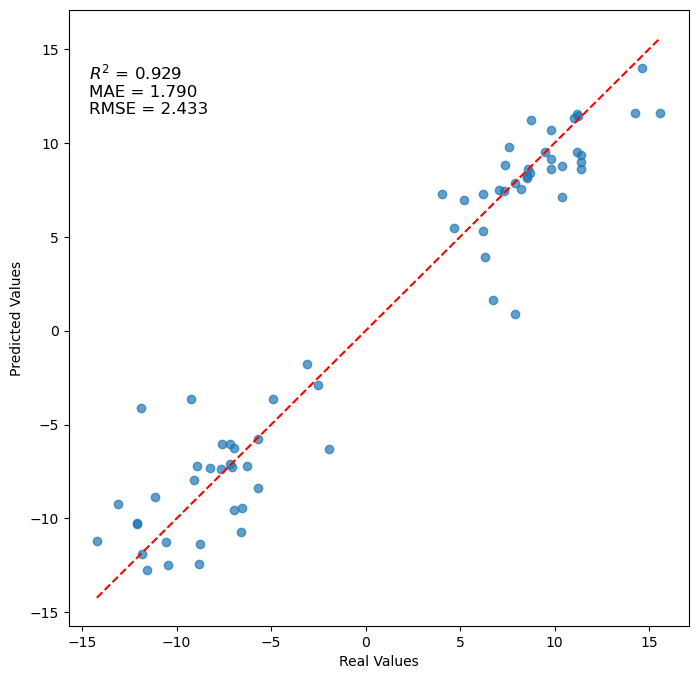 R² = 0.929
MAE = 1.790
RMSE = 2.433
15
10
5
0
−5
−10
−15
Predicted Values
−15
−10
−5
0
5
10
15
Real Values